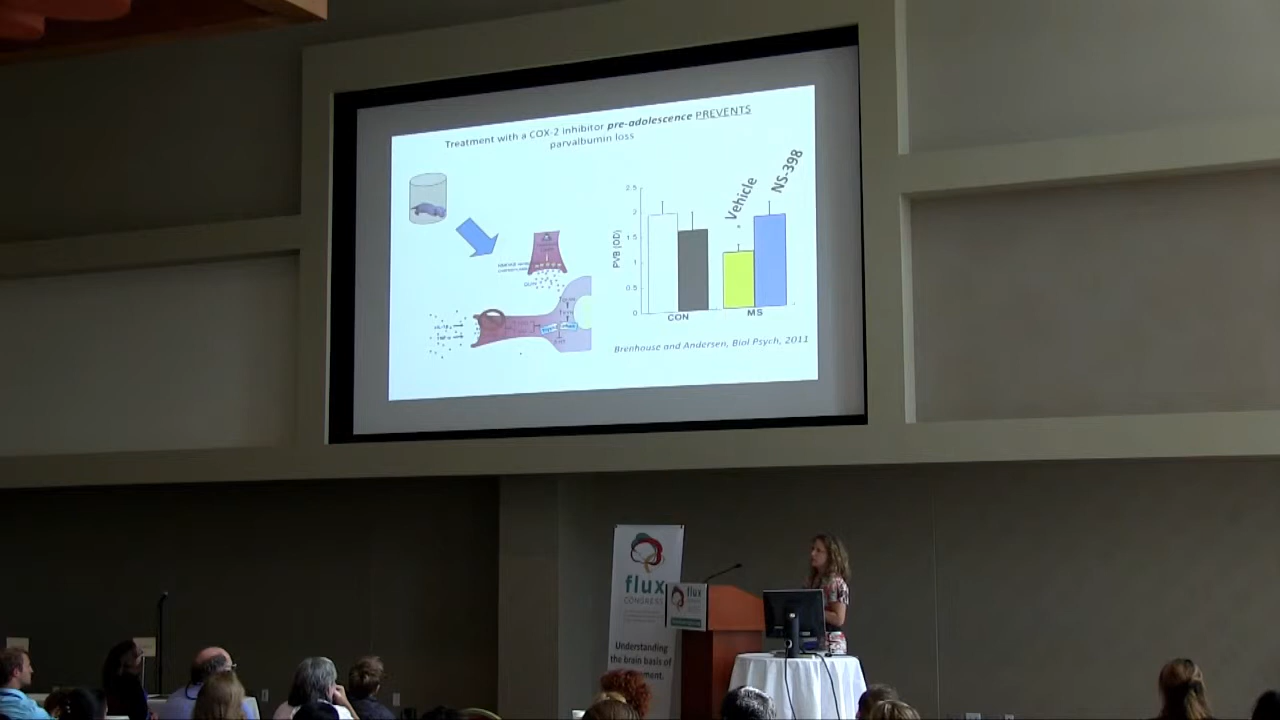 Treatment with a COX-2 inhibitor pre-adolescence PREVENTS
parvalbumin loss
Vehicle
NS-398
2.5
2
1.5
1
0.5
0
PVB (OD)
CON
MS
Brenhouse and Andersen, Biol Psych, 2011
flux
CONGRESS
Understanding
the brain basis of
flux